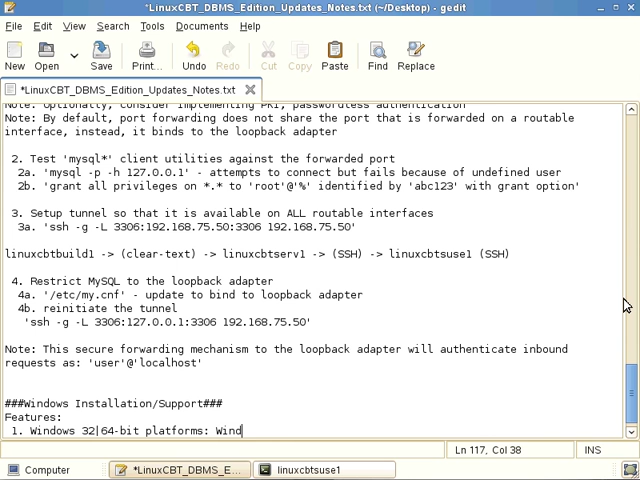 *LinuxCBT_DBMS_Edition_Updates_Notes.txt (~/Desktop) - gedit
File Edit View Search Tools Documents Help
New Open Save Print... Undo Redo Cut Copy Paste Find Replace
*LinuxCBT_DBMS_Edition_Updates_Notes.txt
Note: Optionally, consider implementing PKI, passwordless authentication
Note: By default, port forwarding does not share the port that is forwarded on a routable
interface, instead, it binds to the loopback adapter
2. Test 'mysql*' client utilities against the forwarded port
2a. 'mysql -p -h 127.0.0.1' - attempts to connect but fails because of undefined user
2b. 'grant all privileges on *.* to 'root'@'%' identified by 'abc123' with grant option'
3. Setup tunnel so that it is available on ALL routable interfaces
3a. 'ssh -g -L 3306:192.168.75.50:3306 192.168.75.50'
linuxcbtbuild1 -> (clear-text) -> linuxcbtserv1 -> (SSH) -> linuxcbtsuse1 (SSH)
4. Restrict MySQL to the loopback adapter
4a. '/etc/my.cnf' - update to bind to loopback adapter
4b. reinitiate the tunnel
'ssh -g -L 3306:127.0.0.1:3306 192.168.75.50'
Note: This secure forwarding mechanism to the loopback adapter will authenticate inbound
requests as: 'user'@'localhost'
###Windows Installation/Support###
Features:
1. Windows 32|64-bit platforms: Wind
Ln 117, Col 38 INS
Computer *LinuxCBT_DBMS_E... linuxcbtsuse1